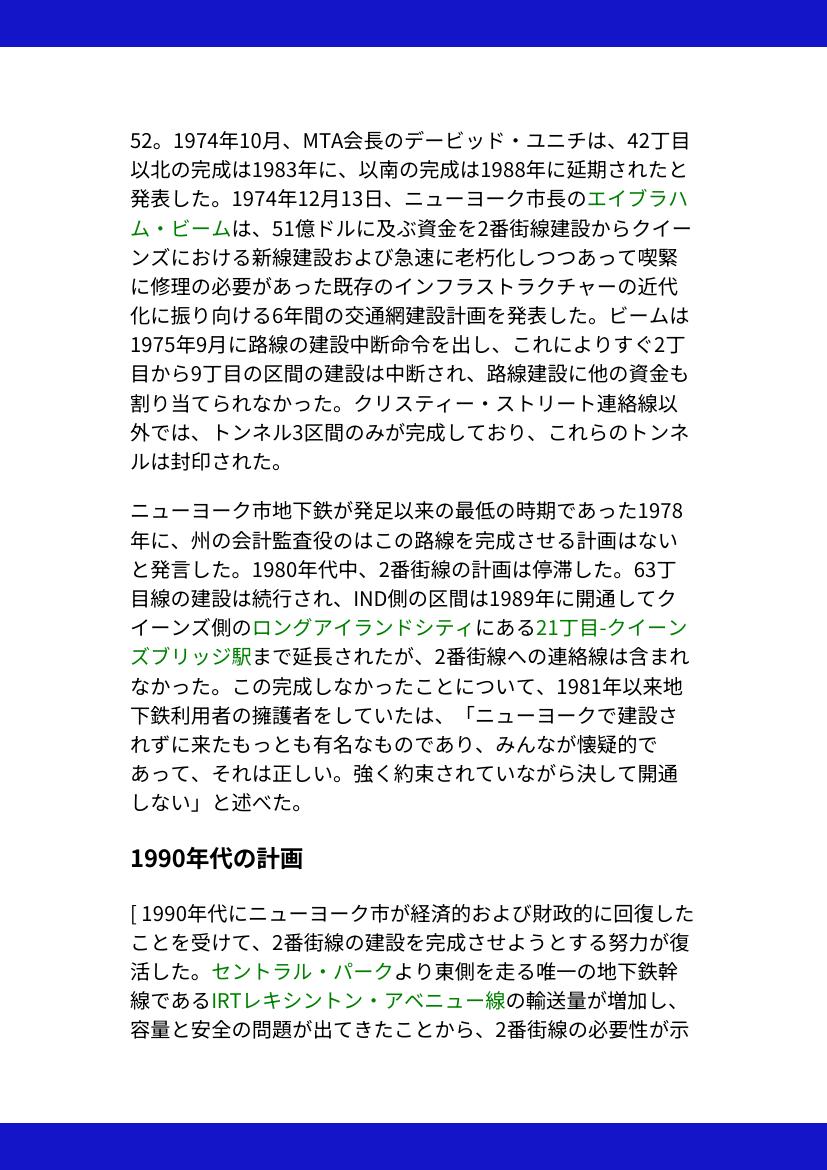 52。1974年10月、MTA会長のデービッド・ユニチは、42丁目
以北の完成は1983年に、以南の完成は1988年に延期されたと
発表した。1974年12月13日、ニューヨーク市長のエイブラハ
ム・ビームは、51億ドルに及ぶ資金を2番街線建設からクイー
ンズにおける新線建設および急速に老朽化しつつあって喫緊
に修理の必要があった既存のインフラストラクチャーの近代
化に振り向ける6年間の交通網建設計画を発表した。ビームは
1975年9月に路線の建設中断命令を出し、これによりすぐ2丁
目から9丁目の区間の建設は中断され、路線建設に他の資金も
割り当てられなかった。クリスティー・ストリート連絡線以
外では、トンネル3区間のみが完成しており、これらのトンネ
ルは封印された。
ニューヨーク市地下鉄が発足以来の最低の時期であった1978
年に、州の会計監査役のはこの路線を完成させる計画はない
と発言した。1980年代中、2番街線の計画は停滞した。63丁
目線の建設は続行され、IND側の区間は1989年に開通してク
イーンズ側のロングアイランドシティにある21丁目-クイーン
ズブリッジ駅まで延長されたが、2番街線への連絡線は含まれ
なかった。この完成しなかったことについて、1981年以来地
下鉄利用者の擁護者をしていたは、「ニューヨークで建設さ
れずに来たもっとも有名なものであり、みんなが懐疑的で
あって、それは正しい。強く約束されていながら決して開通
しない」と述べた。
1990年代の計画
[ 1990年代にニューヨーク市が経済的および財政的に回復した
ことを受けて、2番街線の建設を完成させようとする努力が復
活した。セントラル・パークより東側を走る唯一の地下鉄幹
線であるIRTレキシントン・アベニュー線の輸送量が増加し、
容量と安全の問題が出てきたことから、2番街線の必要性が示